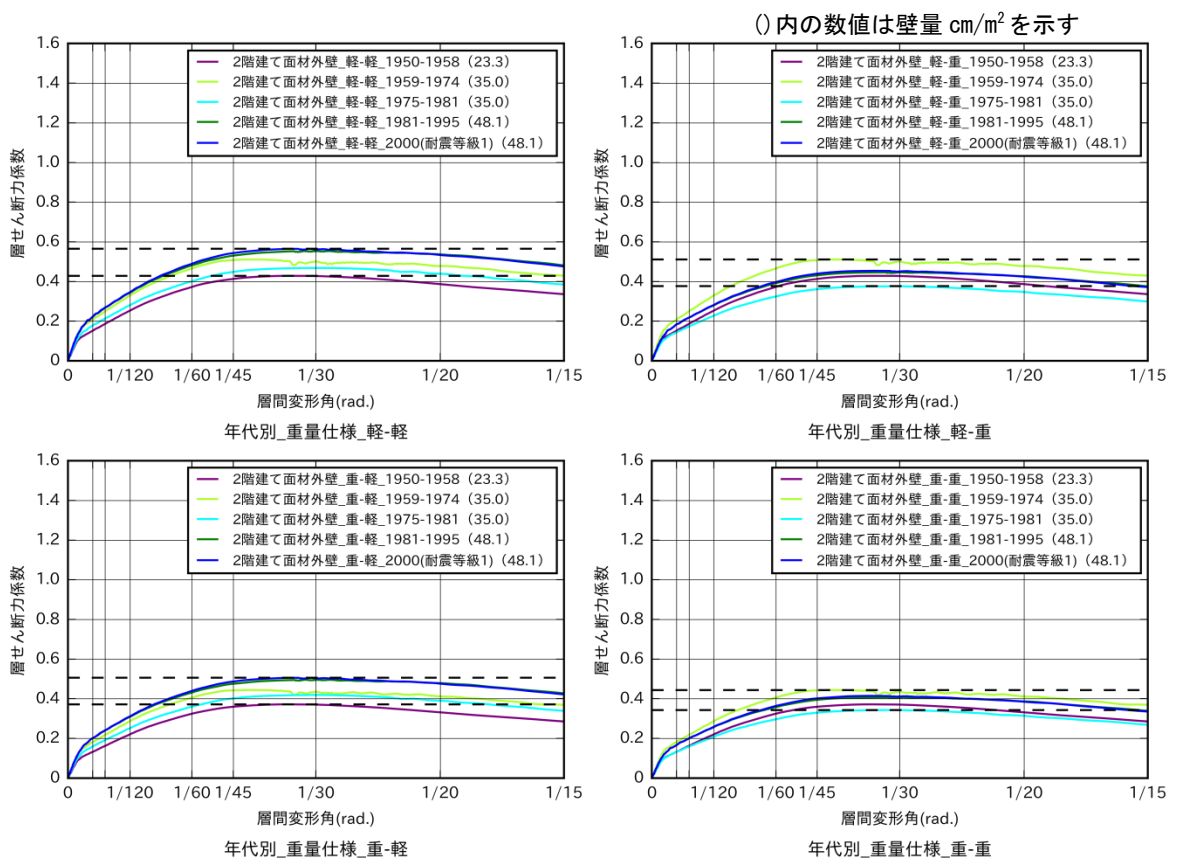 ()内の数値は壁量 cm/m²を示す
1.6
1.4
1.2
1.0
0.8
0.6
0.4
0.2
0
層せん断力係数
2階建て面材外壁_軽-軽_1950-1958（23.3）
2階建て面材外壁_軽-軽_1959-1974（35.0）
2階建て面材外壁_軽-軽_1975-1981（35.0）
2階建て面材外壁_軽-軽_1981-1995（48.1）
2階建て面材外壁_軽-軽_2000(耐震等級1)（48.1）
0 1/120 1/60 1/45 1/30 1/20 1/15
層間変形角(rad.)
年代別_重量仕様_軽-軽
1.6
1.4
1.2
1.0
0.8
0.6
0.4
0.2
0
層せん断力係数
2階建て面材外壁_軽-重_1950-1958（23.3）
2階建て面材外壁_軽-重_1959-1974（35.0）
2階建て面材外壁_軽-重_1975-1981（35.0）
2階建て面材外壁_軽-重_1981-1995（48.1）
2階建て面材外壁_軽-重_2000(耐震等級1)（48.1）
0 1/120 1/60 1/45 1/30 1/20 1/15
層間変形角(rad.)
年代別_重量仕様_軽-重
1.6
1.4
1.2
1.0
0.8
0.6
0.4
0.2
0
層せん断力係数
2階建て面材外壁_重-軽_1950-1958（23.3）
2階建て面材外壁_重-軽_1959-1974（35.0）
2階建て面材外壁_重-軽_1975-1981（35.0）
2階建て面材外壁_重-軽_1981-1995（48.1）
2階建て面材外壁_重-軽_2000(耐震等級1)（48.1）
0 1/120 1/60 1/45 1/30 1/20 1/15
層間変形角(rad.)
年代別_重量仕様_重-軽
1.6
1.4
1.2
1.0
0.8
0.6
0.4
0.2
0
層せん断力係数
2階建て面材外壁_重-重_1950-1958（23.3）
2階建て面材外壁_重-重_1959-1974（35.0）
2階建て面材外壁_重-重_1975-1981（35.0）
2階建て面材外壁_重-重_1981-1995（48.1）
2階建て面材外壁_重-重_2000(耐震等級1)（48.1）
0 1/120 1/60 1/45 1/30 1/20 1/15
層間変形角(rad.)
年代別_重量仕様_重-重